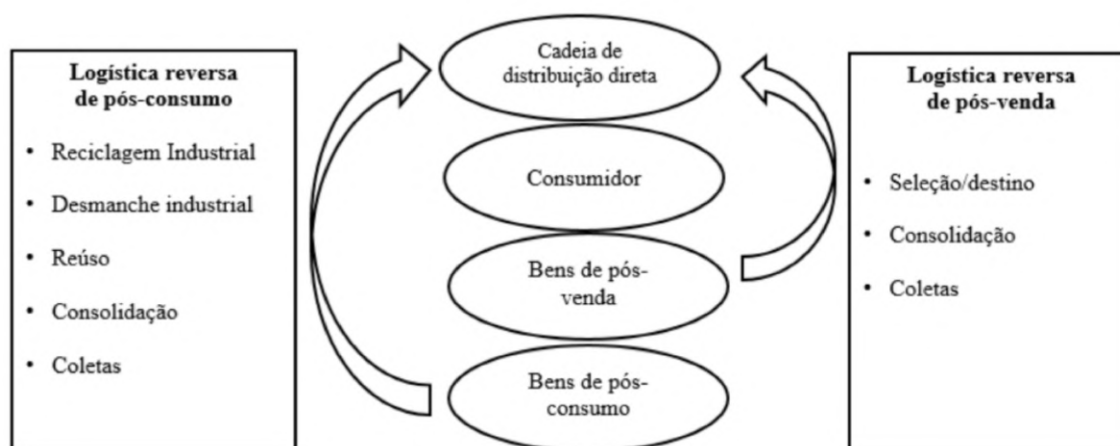 Logística reversa
de pós-consumo
• Reciclagem Industrial
• Desmanche industrial
• Reúso
• Consolidação
• Coletas
Cadeia de
distribuição direta
Consumidor
Bens de pós-
venda
Bens de pós-
consumo
Logística reversa
de pós-venda
• Seleção/destino
• Consolidação
• Coletas